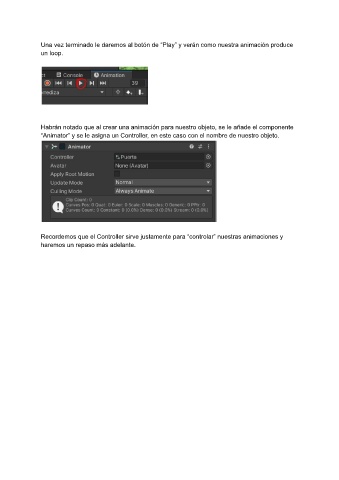 Una vez terminado le daremos al botón de "Play" y verán como nuestra animación produce
un loop.
Console Animation
39
medica
Habrán notado que al crear una animación para nuestro objeto, se le añade el componente
"Animator" y se le asigna un Controller, en este caso con el nombre de nuestro objeto.
Animator
Controller Puerta
Avatar None (Avatar)
Apply Root Motion
Update Mode Normal
Culling Mode Always Animate
Clip Count: 0
Curves Pos: 0 Quat: 0 Euler: 0 Scale: 0 Muscles: 0 Generic: 0 PPtr: 0
Curves Count: 0 Constant: 0 (0.0%) Dense: 0 (0.0%) Stream: 0 (0.0%)
Recordemos que el Controller sirve justamente para "controlar" nuestras animaciones y
haremos un repaso más adelante.